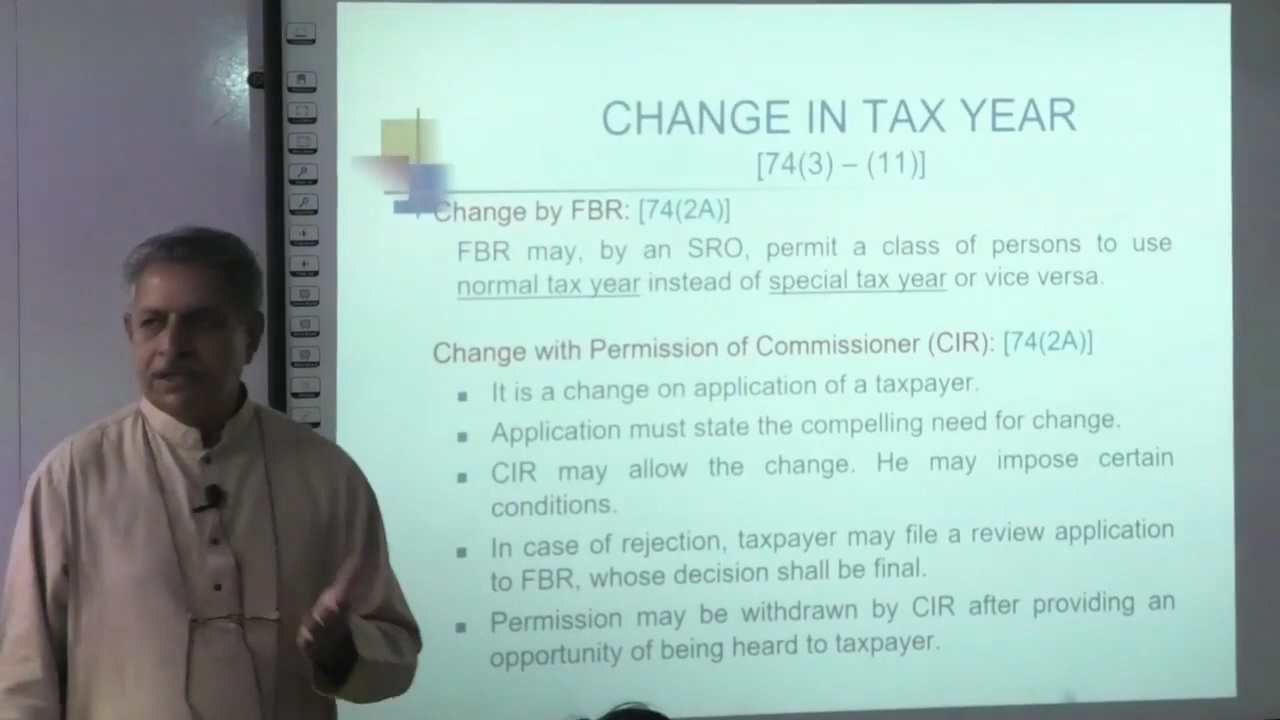 CHANGE IN TAX YEAR
[74(3) – (11)]
Change by FBR: [74(2A)]
FBR may, by an SRO, permit a class of persons to use
normal tax year instead of special tax year or vice versa.
Change with Permission of Commissioner (CIR): [74(2A)]
▪ It is a change on application of a taxpayer.
▪ Application must state the compelling need for change.
▪ CIR may allow the change. He may impose certain
conditions.
▪ In case of rejection, taxpayer may file a review application
to FBR, whose decision shall be final.
▪ Permission may be withdrawn by CIR after providing an
opportunity of being heard to taxpayer.